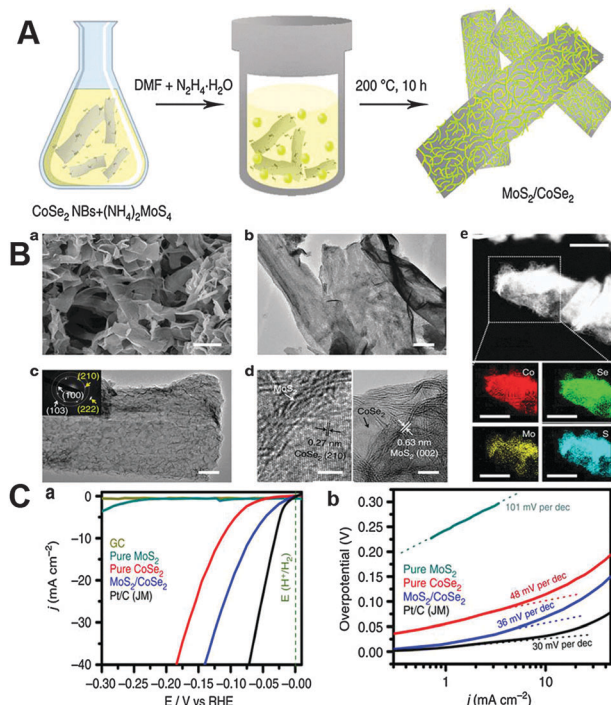 A
DMF + N₂H₄·H₂O
200 °C, 10 h
CoSe₂ NBs+(NH₄)₂MoS₄
MoS₂/CoSe₂
B
a
b
e
c
(210)
(100)
(103)
(222)
d
MoS₂
0.27 nm
CoSe₂ (210)
CoSe₂
0.63 nm
MoS₂ (002)
Co
Se
Mo
S
C
a
j (mA cm⁻²)
0
−10
−20
−30
−40
GC
Pure MoS₂
Pure CoSe₂
MoS₂/CoSe₂
Pt/C (JM)
E (H⁺/H₂)
−0.30
−0.25
−0.20
−0.15
−0.10
−0.05
−0.00
E / V vs RHE
b
Overpotential (V)
0.30
0.25
0.20
0.15
0.10
0.05
0.00
Pure MoS₂
Pure CoSe₂
MoS₂/CoSe₂
Pt/C (JM)
101 mV per dec
48 mV per dec
36 mV per dec
30 mV per dec
1
10
j (mA cm⁻²)